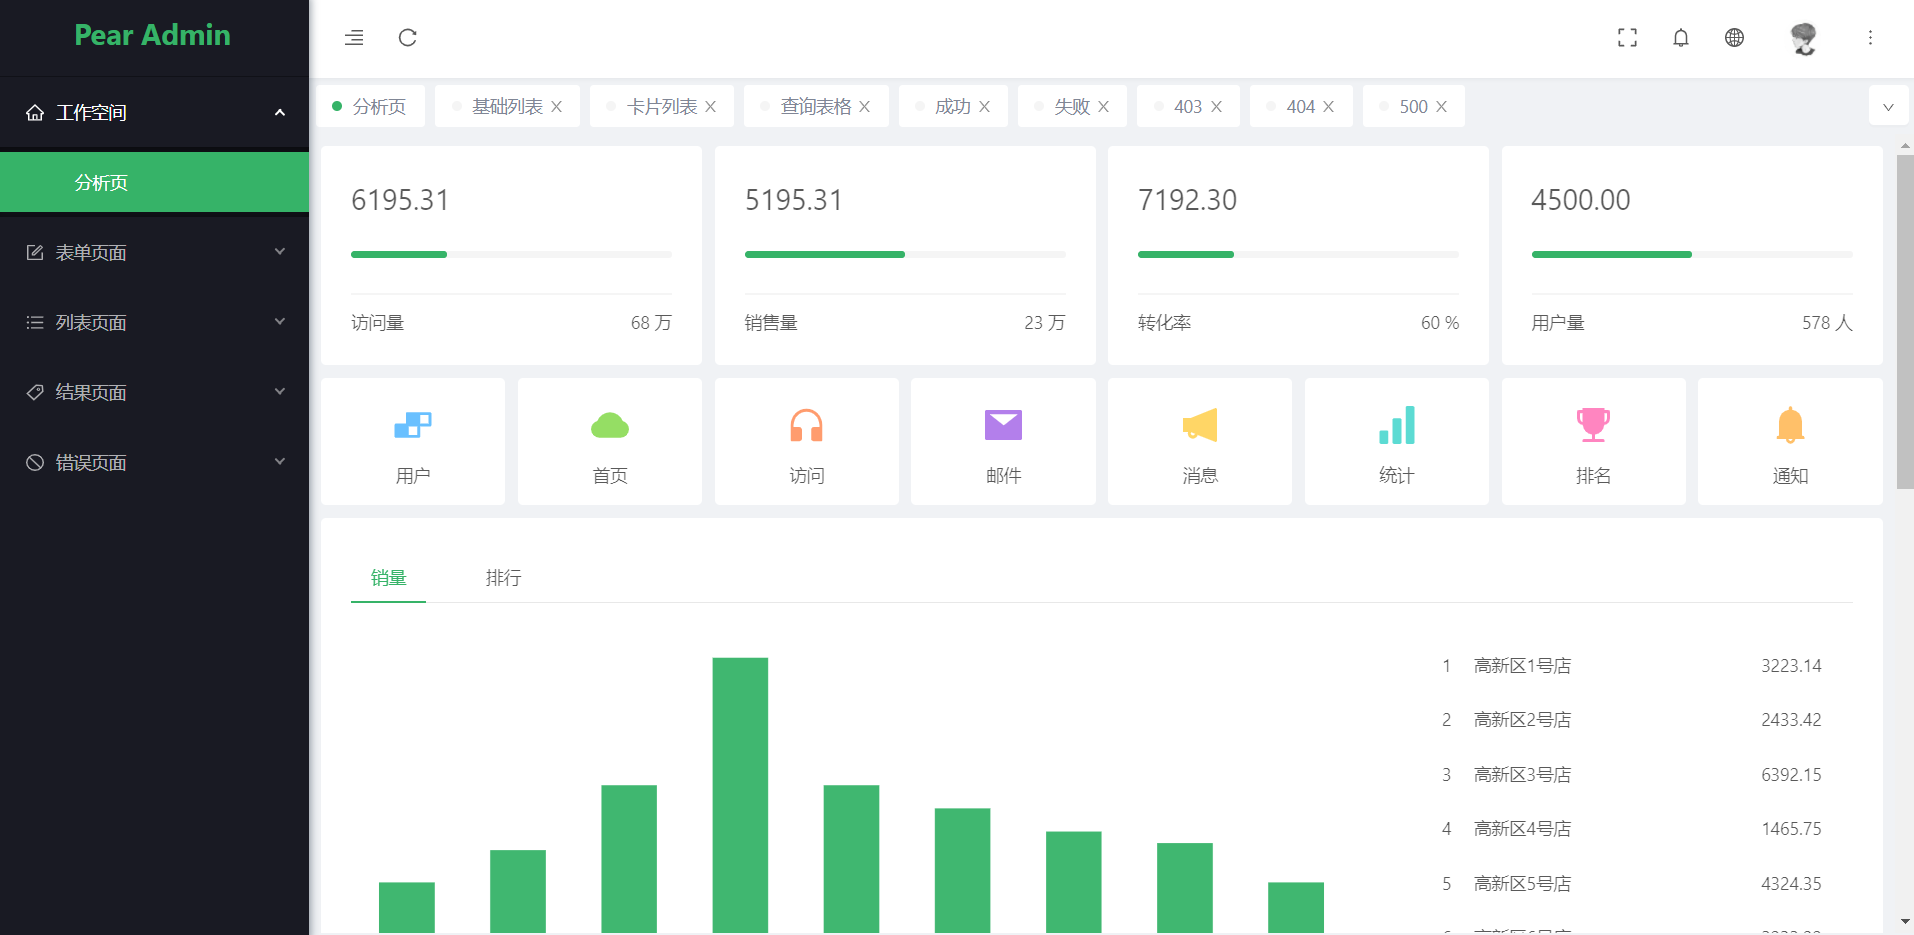 Pear Admin
工作空间
分析页
表单页面
列表页面
结果页面
错误页面
分析页 基础列表 卡片列表 查询表格 成功 失败 403 404 500
6195.31
访问量 68 万
5195.31
销售量 23 万
7192.30
转化率 60 %
4500.00
用户量 578 人
用户 首页 访问 邮件 消息 统计 排名 通知
销量 排行
1 高新区1号店 3223.14
2 高新区2号店 2433.42
3 高新区3号店 6392.15
4 高新区4号店 1465.75
5 高新区5号店 4324.35